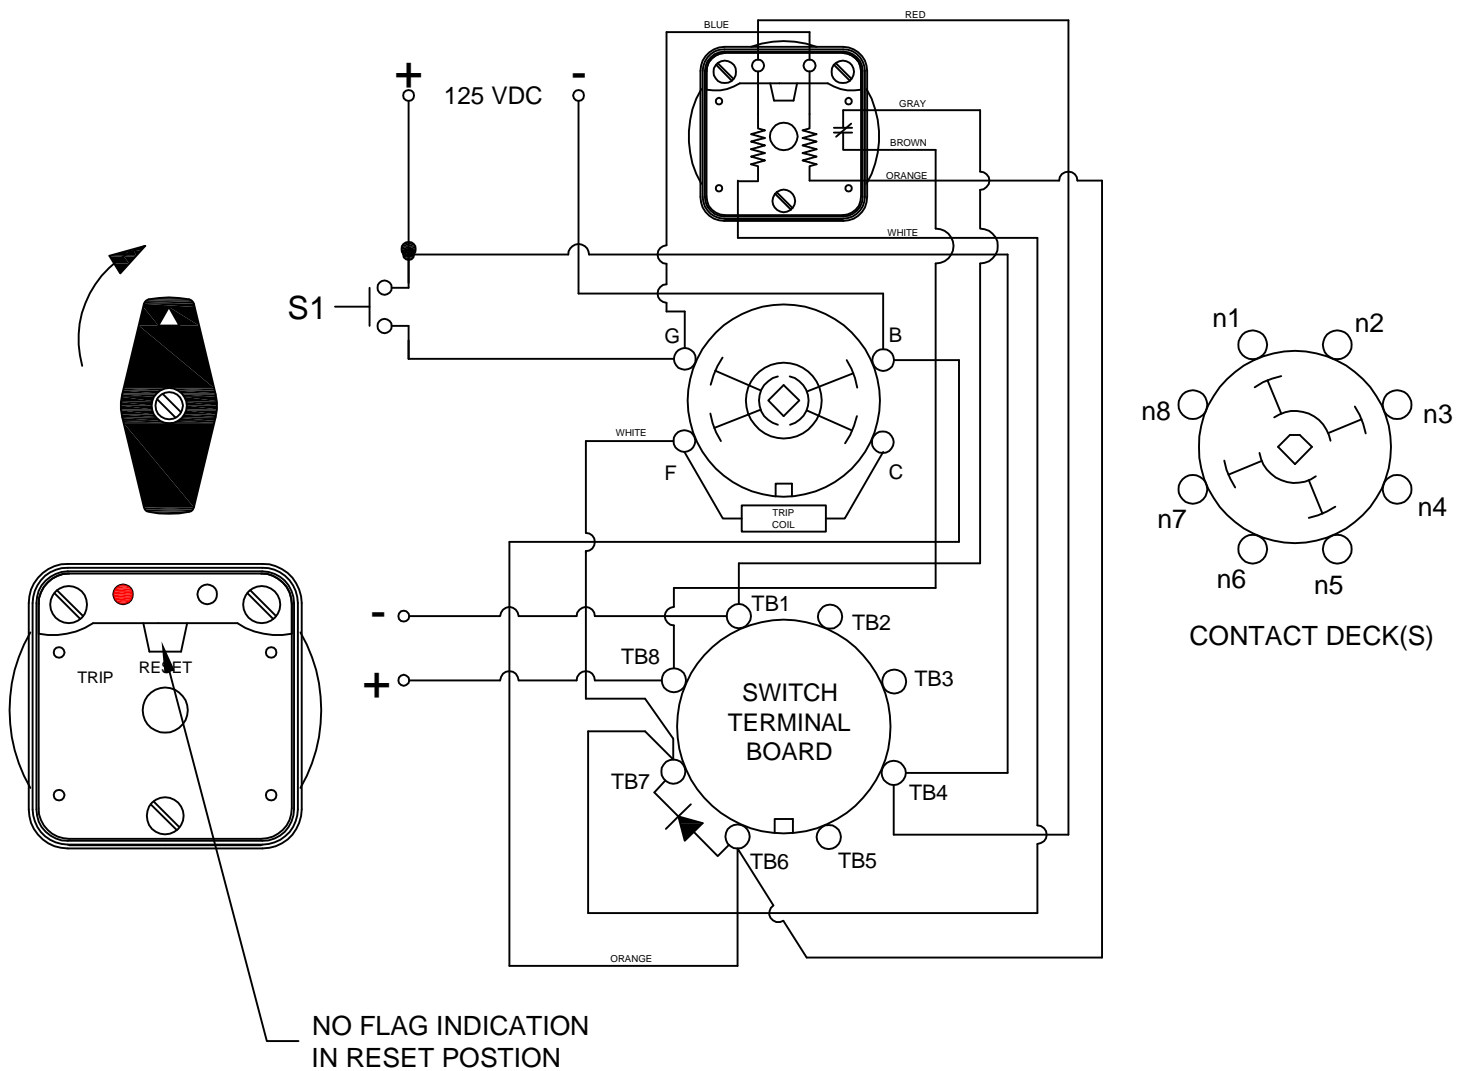 RED
BLUE
+
125 VDC
-
GRAY
BROWN
ORANGE
WHITE
S1
G
B
n1
n2
n8
n3
WHITE
F
C
n7
n4
TRIP
COIL
n6
n5
-
TB1
TB2
CONTACT DECK(S)
TB8
TRIP
RESET
+
TB3
SWITCH
TERMINAL
BOARD
TB7
TB4
TB6
TB5
ORANGE
NO FLAG INDICATION
IN RESET POSTION